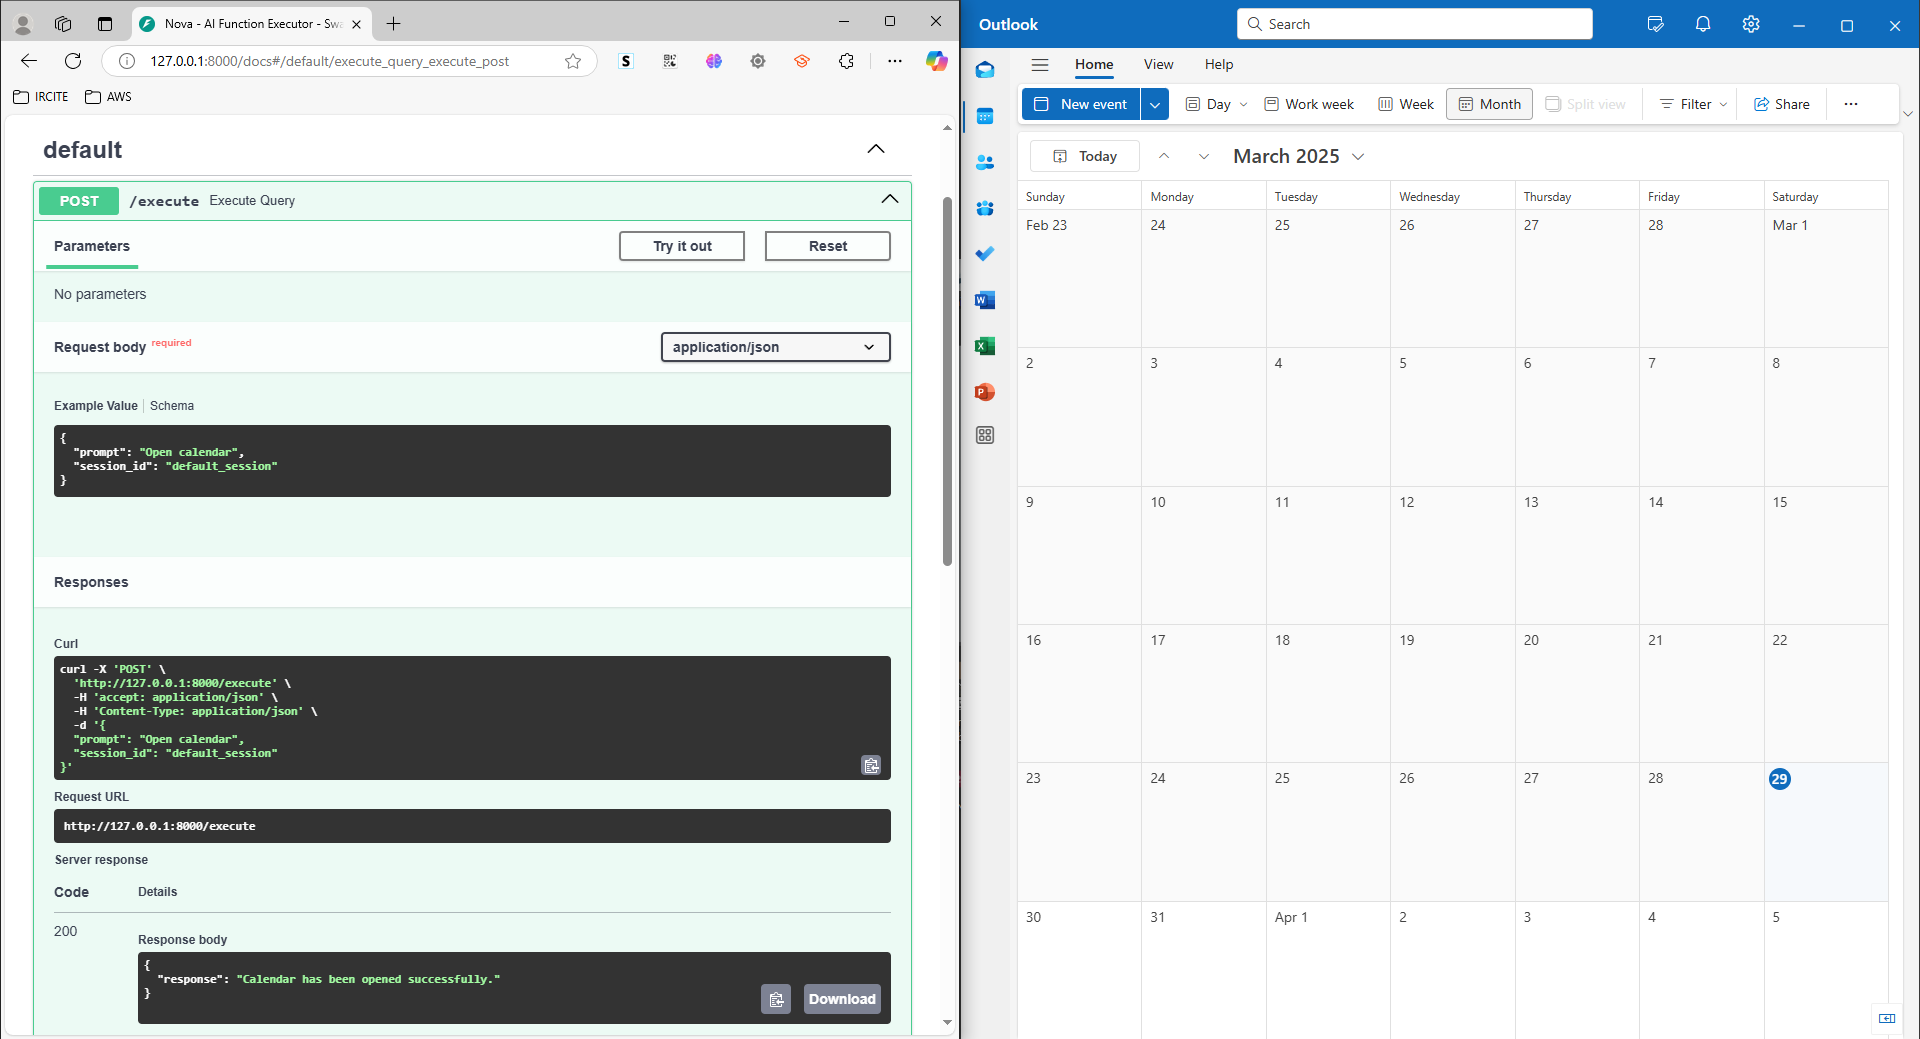 Nova - AI Function Executor - Swa
127.0.0.1:8000/docs#/default/execute_query_execute_post
IRCITE
AWS
default
POST /execute Execute Query
Parameters
Try it out
Reset
No parameters
Request body required
application/json
Example Value Schema
{
"prompt": "Open calendar",
"session_id": "default_session"
}
Responses
Curl
curl -X 'POST' \
'http://127.0.0.1:8000/execute' \
-H 'accept: application/json' \
-H 'Content-Type: application/json' \
-d '{
"prompt": "Open calendar",
"session_id": "default_session"
}'
Request URL
http://127.0.0.1:8000/execute
Server response
Code Details
200
Response body
{
"response": "Calendar has been opened successfully."
}
Download
Outlook
Search
Home View Help
New event Day Work week Week Month Split view Filter Share
Today March 2025
Sunday Monday Tuesday Wednesday Thursday Friday Saturday
Feb 23 24 25 26 27 28 Mar 1
2 3 4 5 6 7 8
9 10 11 12 13 14 15
16 17 18 19 20 21 22
23 24 25 26 27 28 29
30 31 Apr 1 2 3 4 5